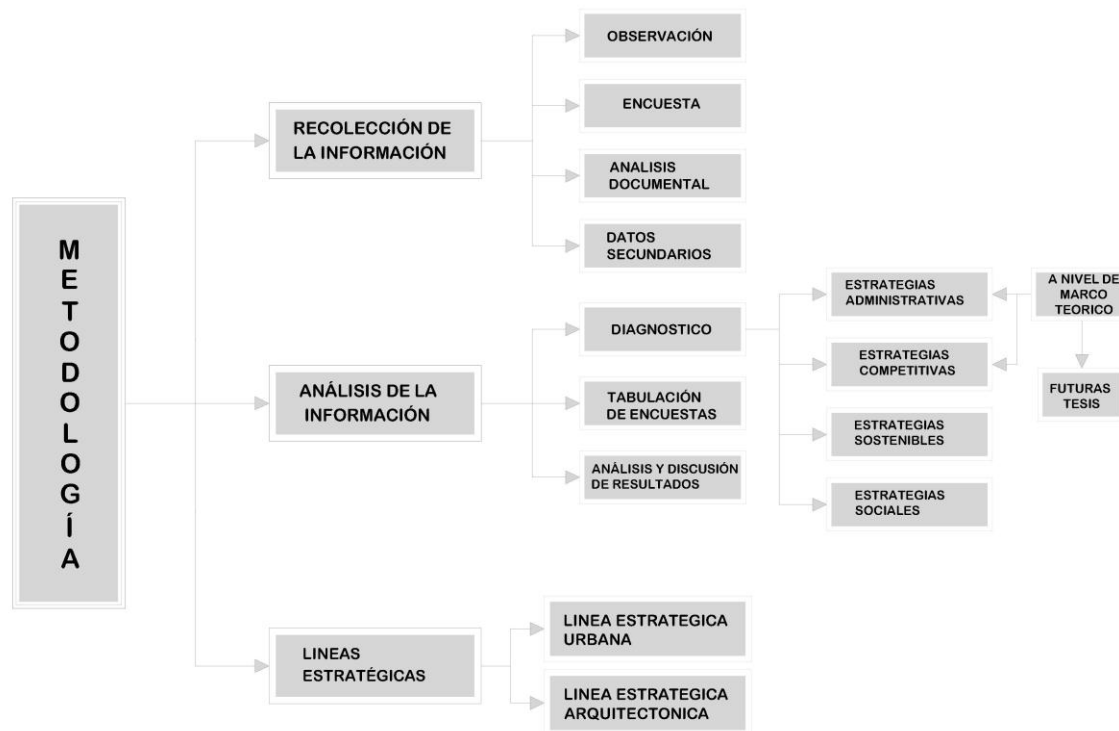 METODOLOGÍA
RECOLECCIÓN DE
LA INFORMACIÓN
OBSERVACIÓN
ENCUESTA
ANALISIS
DOCUMENTAL
DATOS
SECUNDARIOS
ANÁLISIS DE LA
INFORMACIÓN
DIAGNOSTICO
TABULACIÓN
DE ENCUESTAS
ANÁLISIS Y DISCUSIÓN
DE RESULTADOS
ESTRATEGIAS
ADMINISTRATIVAS
ESTRATEGIAS
COMPETITIVAS
ESTRATEGIAS
SOSTENIBLES
ESTRATEGIAS
SOCIALES
A NIVEL DE
MARCO
TEORICO
FUTURAS
TESIS
LINEAS
ESTRATÉGICAS
LINEA ESTRATEGICA
URBANA
LINEA ESTRATEGICA
ARQUITECTONICA